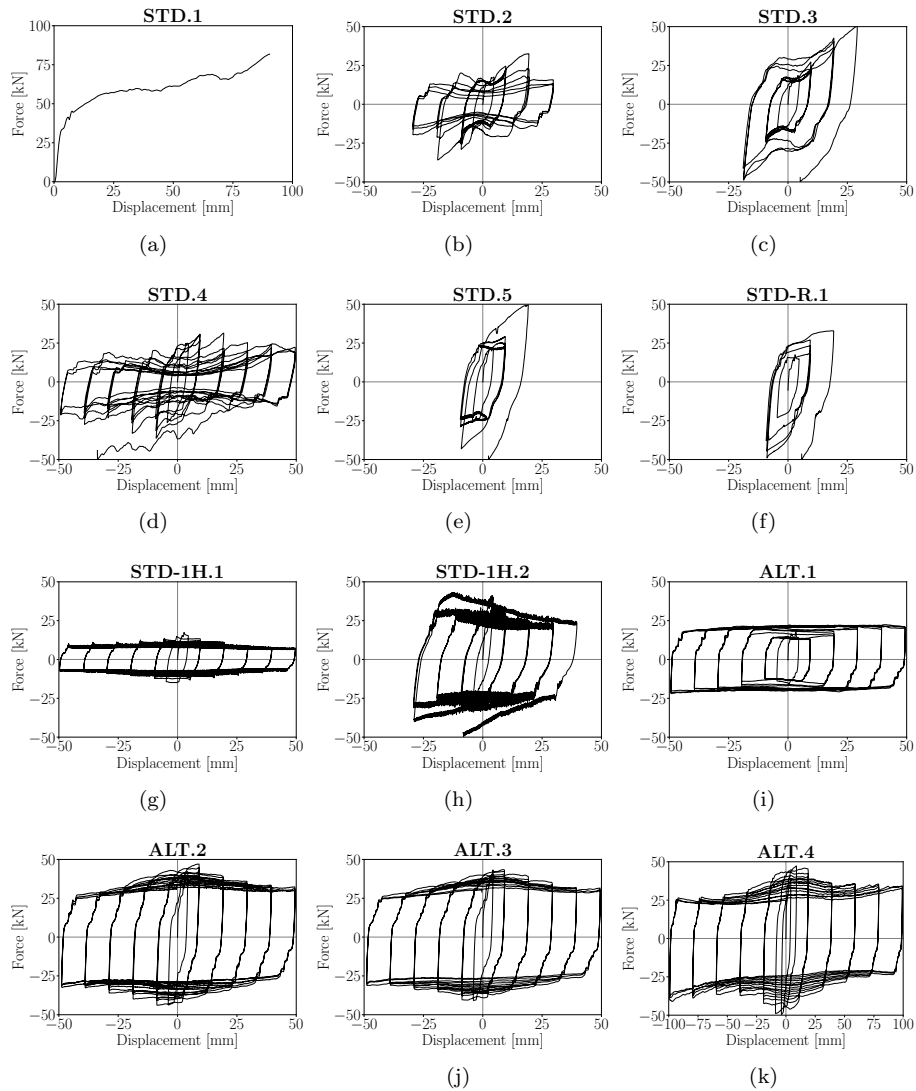 STD.1
Force [kN]
100
75
50
25
0
0 25 50 75 100
Displacement [mm]
(a)
STD.2
Force [kN]
50
25
0
−25
−50
−50 −25 0 25 50
Displacement [mm]
(b)
STD.3
Force [kN]
50
25
0
−25
−50
−50 −25 0 25 50
Displacement [mm]
(c)
STD.4
Force [kN]
50
25
0
−25
−50
−50 −25 0 25 50
Displacement [mm]
(d)
STD.5
Force [kN]
50
25
0
−25
−50
−50 −25 0 25 50
Displacement [mm]
(e)
STD-R.1
Force [kN]
50
25
0
−25
−50
−50 −25 0 25 50
Displacement [mm]
(f)
STD-1H.1
Force [kN]
50
25
0
−25
−50
−50 −25 0 25 50
Displacement [mm]
(g)
STD-1H.2
Force [kN]
50
25
0
−25
−50
−50 −25 0 25 50
Displacement [mm]
(h)
ALT.1
Force [kN]
50
25
0
−25
−50
−50 −25 0 25 50
Displacement [mm]
(i)
ALT.2
Force [kN]
50
25
0
−25
−50
−50 −25 0 25 50
Displacement [mm]
ALT.3
Force [kN]
50
25
0
−25
−50
−50 −25 0 25 50
Displacement [mm]
(j)
ALT.4
Force [kN]
50
25
0
−25
−50
−100 −75 −50 −25 0 25 50 75 100
Displacement [mm]
(k)